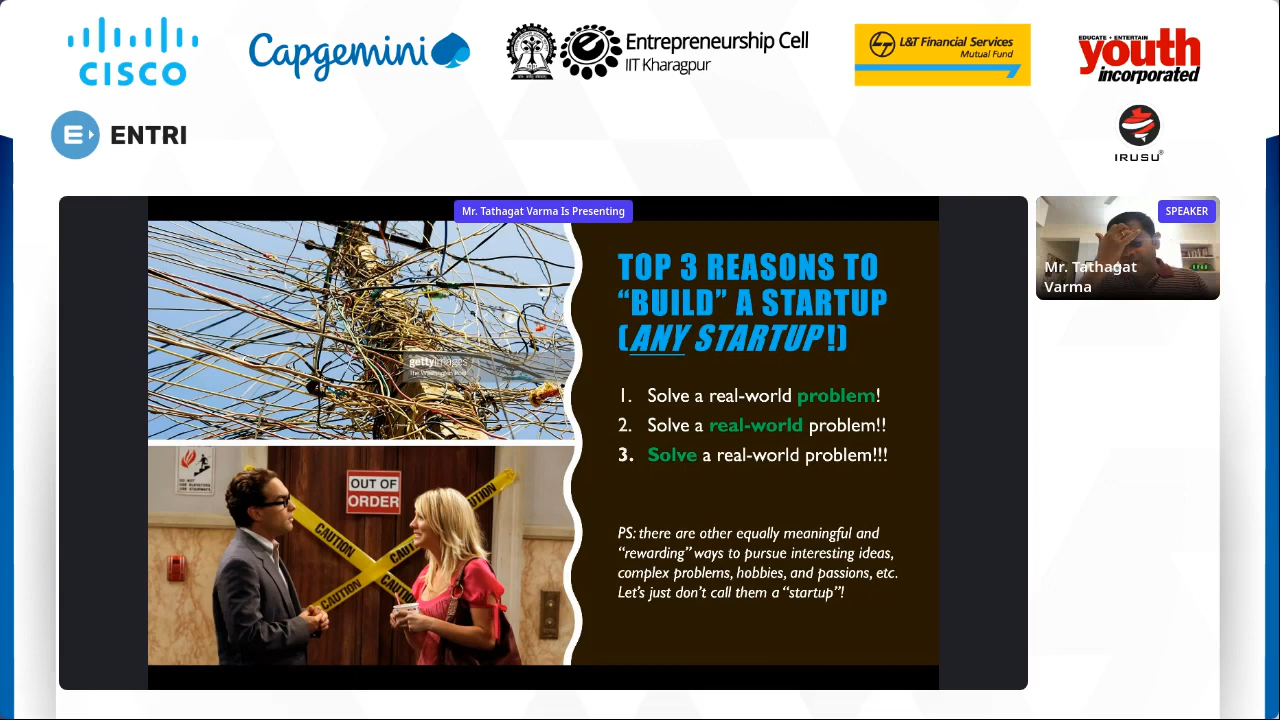 CISCO
Capgemini
Entrepreneurship Cell
IIT Kharagpur
L&T Financial Services
Mutual Fund
EDUCATE + ENTERTAIN
youth
incorporated
E ENTRI
IRUSU®
Mr. Tathagat Varma Is Presenting
SPEAKER
Mr. Tathagat
Varma
gettyimages
The Washington Post
TOP 3 REASONS TO
“BUILD” A STARTUP
(ANY STARTUP!)
1. Solve a real-world problem!
2. Solve a real-world problem!!
3. Solve a real-world problem!!!
PS: there are other equally meaningful and
“rewarding” ways to pursue interesting ideas,
complex problems, hobbies, and passions, etc.
Let’s just don’t call them a “startup”!
OUT OF
ORDER
CAUTION
CAUTION